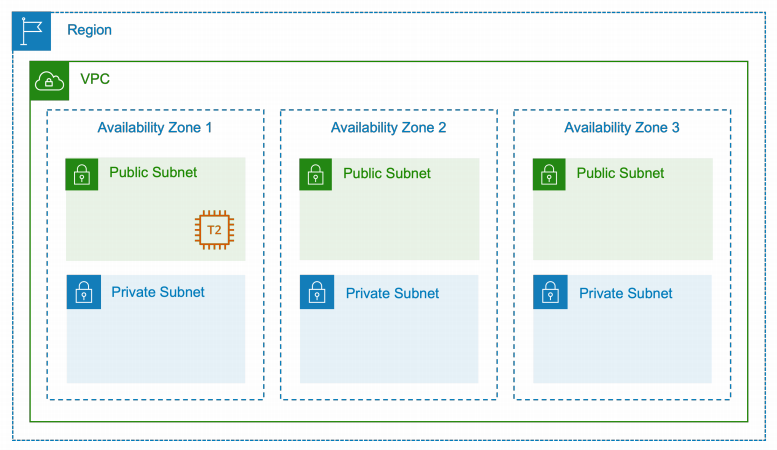 Region
VPC
Availability Zone 1
Availability Zone 2
Availability Zone 3
Public Subnet
Public Subnet
Public Subnet
T2
Private Subnet
Private Subnet
Private Subnet